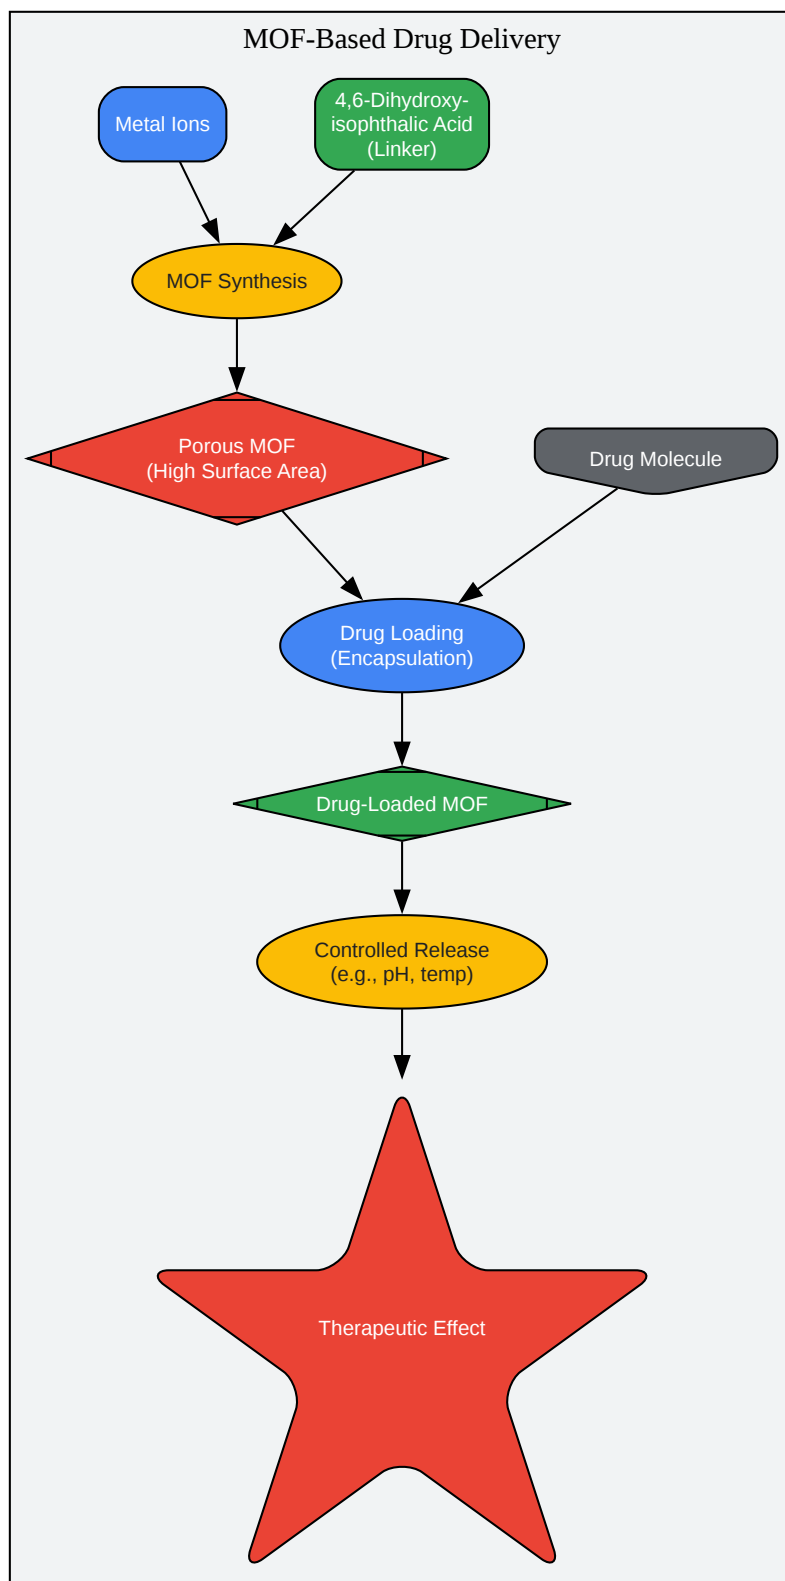 MOF-Based Drug Delivery
Metal Ions
4,6-Dihydroxy-
isophthalic Acid
(Linker)
MOF Synthesis
Porous MOF
(High Surface Area)
Drug Molecule
Drug Loading
(Encapsulation)
Drug-Loaded MOF
Controlled Release
(e.g., pH, temp)
Therapeutic Effect